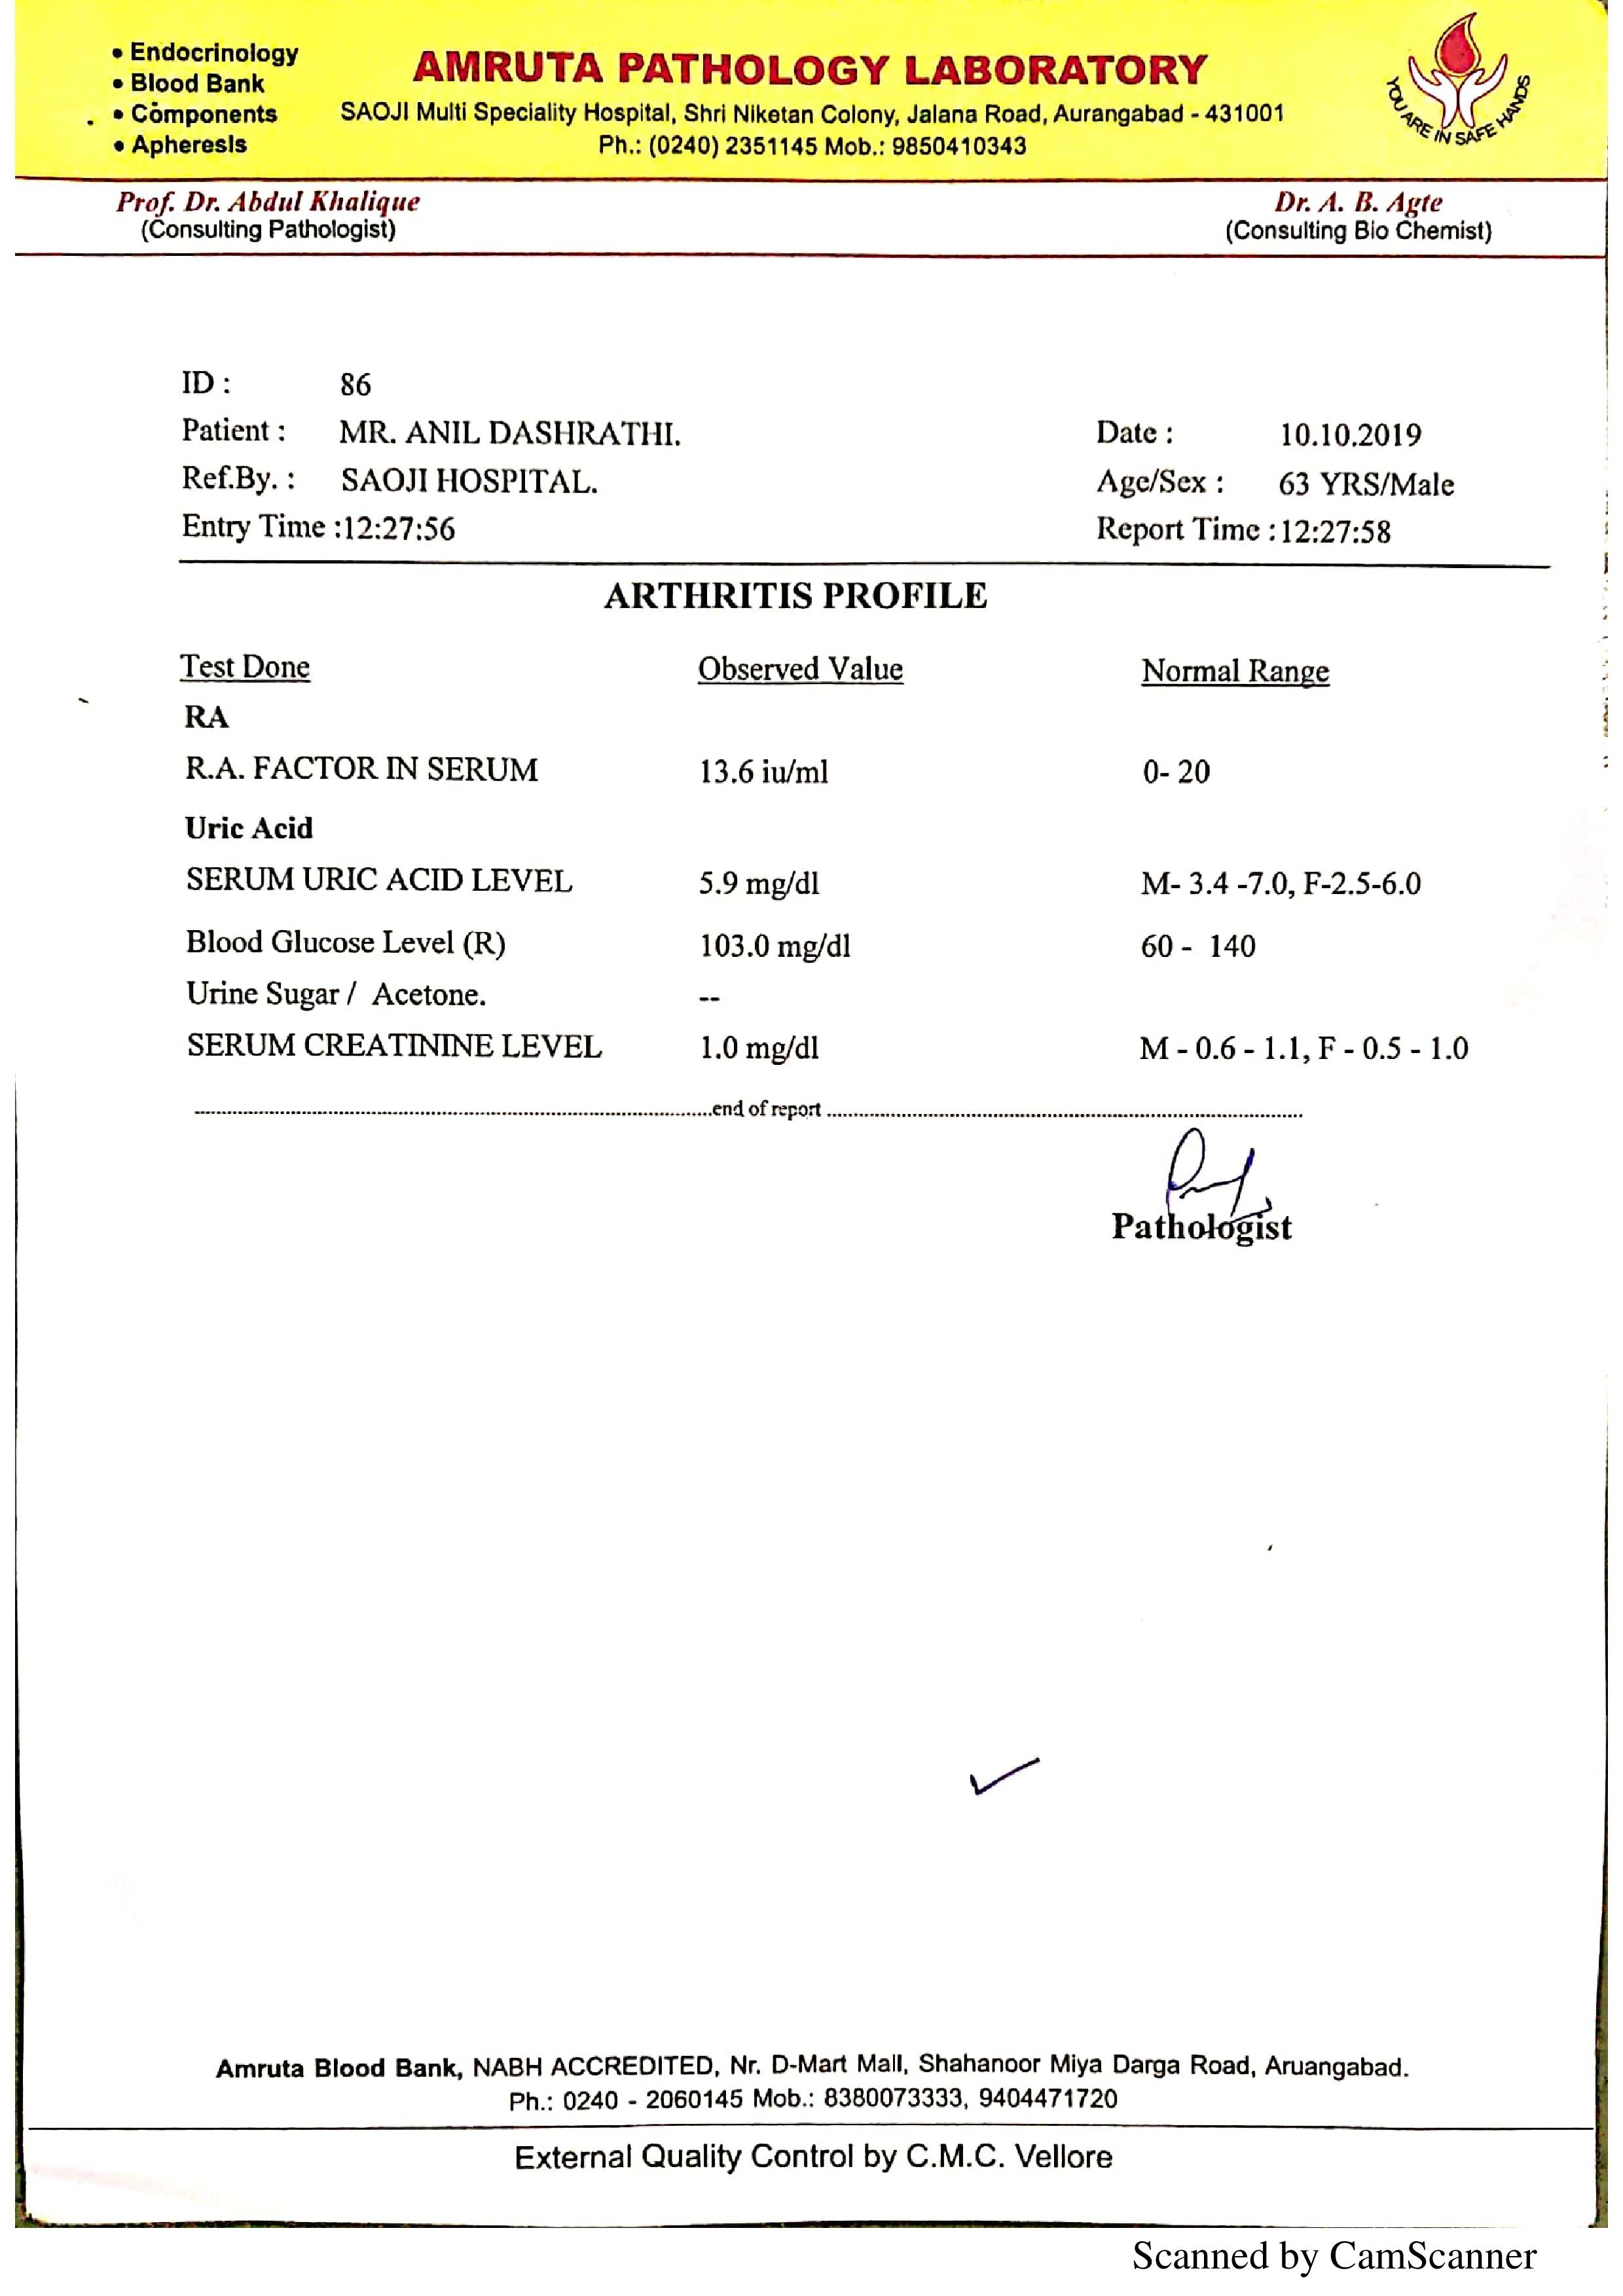 • Endocrinology
• Blood Bank
• Components
• Apheresis
AMRUTA PATHOLOGY LABORATORY
SAOJI Multi Speciality Hospital, Shri Niketan Colony, Jalana Road, Aurangabad - 431001
Ph.: (0240) 2351145 Mob.: 9850410343
YOU ARE IN SAFE HANDS
Prof. Dr. Abdul Khalique
(Consulting Pathologist)
Dr. A. B. Agte
(Consulting Bio Chemist)
ID : 86
Patient : MR. ANIL DASHRATHI. Date : 10.10.2019
Ref.By. : SAOJI HOSPITAL. Age/Sex : 63 YRS/Male
Entry Time :12:27:56 Report Time :12:27:58
ARTHRITIS PROFILE
Test Done Observed Value Normal Range
RA
R.A. FACTOR IN SERUM 13.6 iu/ml 0- 20
Uric Acid
SERUM URIC ACID LEVEL 5.9 mg/dl M- 3.4 -7.0, F-2.5-6.0
Blood Glucose Level (R) 103.0 mg/dl 60 - 140
Urine Sugar / Acetone. --
SERUM CREATININE LEVEL 1.0 mg/dl M - 0.6 - 1.1, F - 0.5 - 1.0
end of report
Pathologist
Amruta Blood Bank, NABH ACCREDITED, Nr. D-Mart Mall, Shahanoor Miya Darga Road, Aruangabad.
Ph.: 0240 - 2060145 Mob.: 8380073333, 9404471720
External Quality Control by C.M.C. Vellore
Scanned by CamScanner